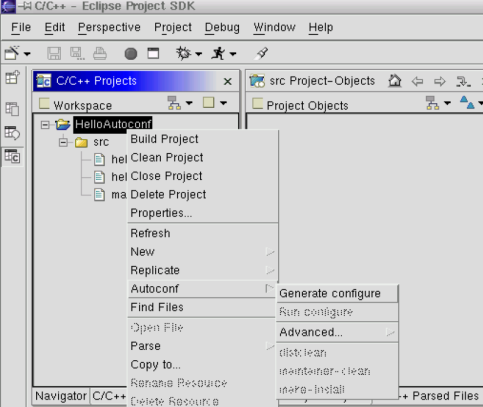 C/C++ - Eclipse Project SDK
File Edit Perspective Project Debug Window Help
C/C++ Projects
src Project-Objects
Workspace
Project Objects
HelloAutoconf
src
hel
hel
ma
Build Project
Clean Project
Close Project
Delete Project
Properties...
Refresh
New
Replicate
Autoconf
Find Files
Open File
Parse
Copy to...
Rename Resource
Delete Resource
Generate configure
Run configure
Advanced...
distclean
maintainer-clean
make-install
Navigator C/C++
++ Parsed Files